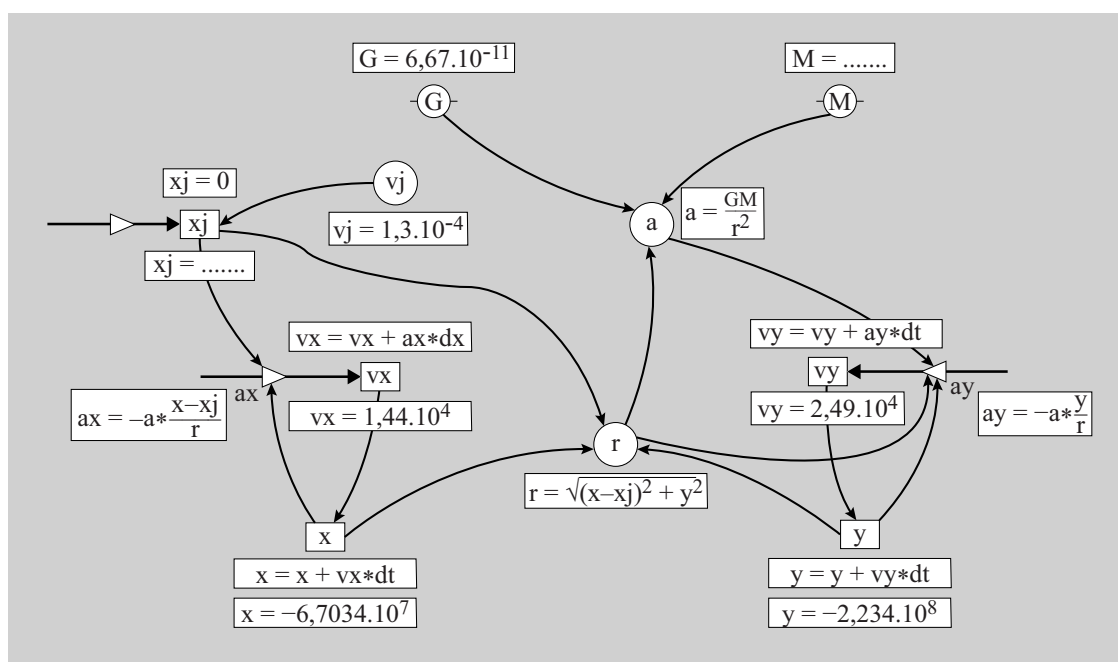 G = 6,67.10⁻¹¹
M = .......
G
M
xj = 0
vj
xj
vj = 1,3.10⁻⁴
a
a = GM/r²
xj = .......
vx = vx + ax*dx
vy = vy + ay*dt
vx
vy
ax
ay
ax = –a*x–xj/r
vx = 1,44.10⁴
vy = 2,49.10⁴
ay = –a*y/r
r
r = √(x–xj)² + y²
x
y
x = x + vx*dt
y = y + vy*dt
x = −6,7034.10⁷
y = −2,234.10⁸